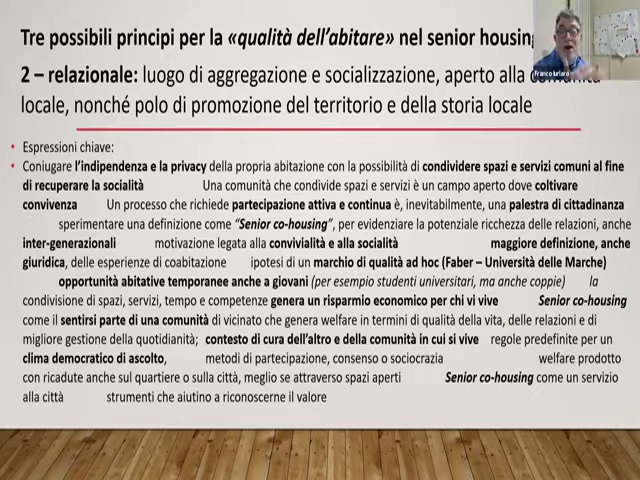 Tre possibili principi per la «qualità dell'abitare» nel senior housing
Franco Iurlaro
2 – relazionale: luogo di aggregazione e socializzazione, aperto alla comunità
locale, nonché polo di promozione del territorio e della storia locale
• Espressioni chiave:
• Coniugare l'indipendenza e la privacy della propria abitazione con la possibilità di condividere spazi e servizi comuni al fine
di recuperare la socialità Una comunità che condivide spazi e servizi è un campo aperto dove coltivare
convivenza Un processo che richiede partecipazione attiva e continua è, inevitabilmente, una palestra di cittadinanza
sperimentare una definizione come "Senior co-housing", per evidenziare la potenziale ricchezza delle relazioni, anche
inter-generazionali motivazione legata alla convivialità e alla socialità maggiore definizione, anche
giuridica, delle esperienze di coabitazione ipotesi di un marchio di qualità ad hoc (Faber – Università delle Marche)
opportunità abitative temporanee anche a giovani (per esempio studenti universitari, ma anche coppie) la
condivisione di spazi, servizi, tempo e competenze genera un risparmio economico per chi vi vive Senior co-housing
come il sentirsi parte di una comunità di vicinato che genera welfare in termini di qualità della vita, delle relazioni e di
migliore gestione della quotidianità; contesto di cura dell'altro e della comunità in cui si vive regole predefinite per un
clima democratico di ascolto, metodi di partecipazione, consenso o sociocrazia welfare prodotto
con ricadute anche sul quartiere o sulla città, meglio se attraverso spazi aperti Senior co-housing come un servizio
alla città strumenti che aiutino a riconoscerne il valore